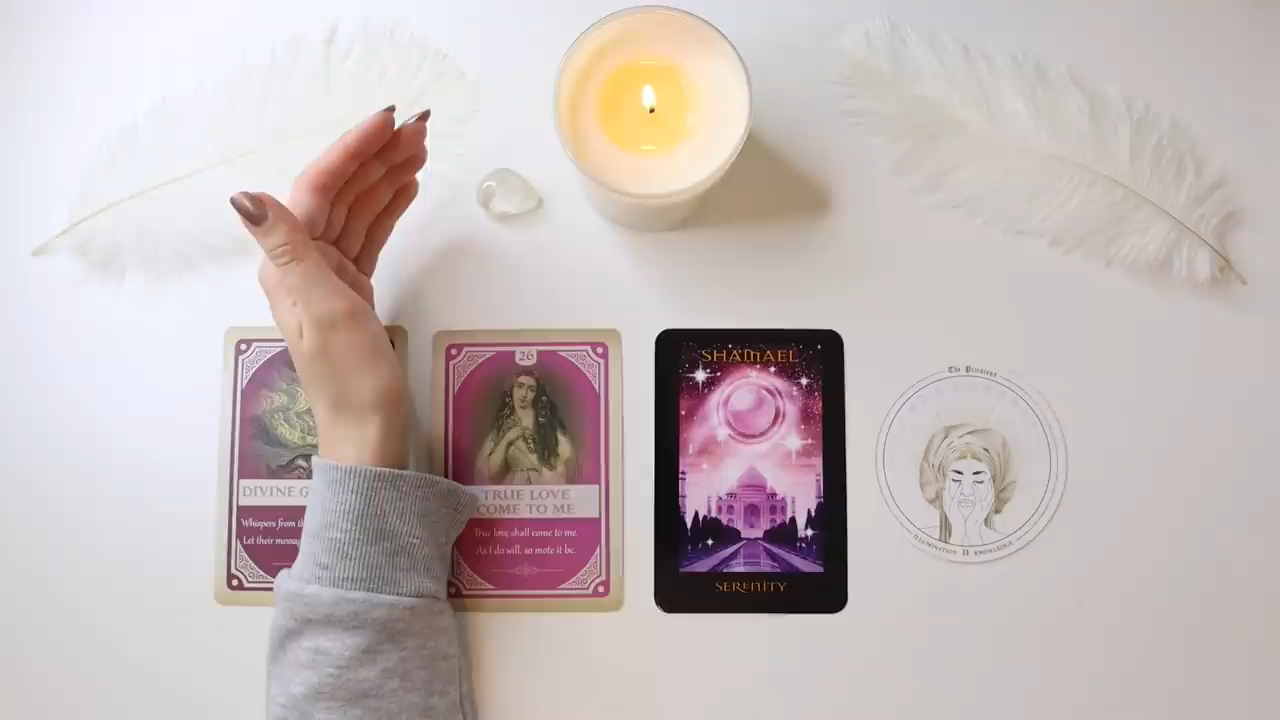 DIVINE G
Whispers from th
Let their messa
26
TRUE LOVE
COME TO ME
True love shall come to me.
As I do will, so mote it be.
SHAMAEL
SERENITY
The Priestess
ILLUMINATION II KNOWLEDGE